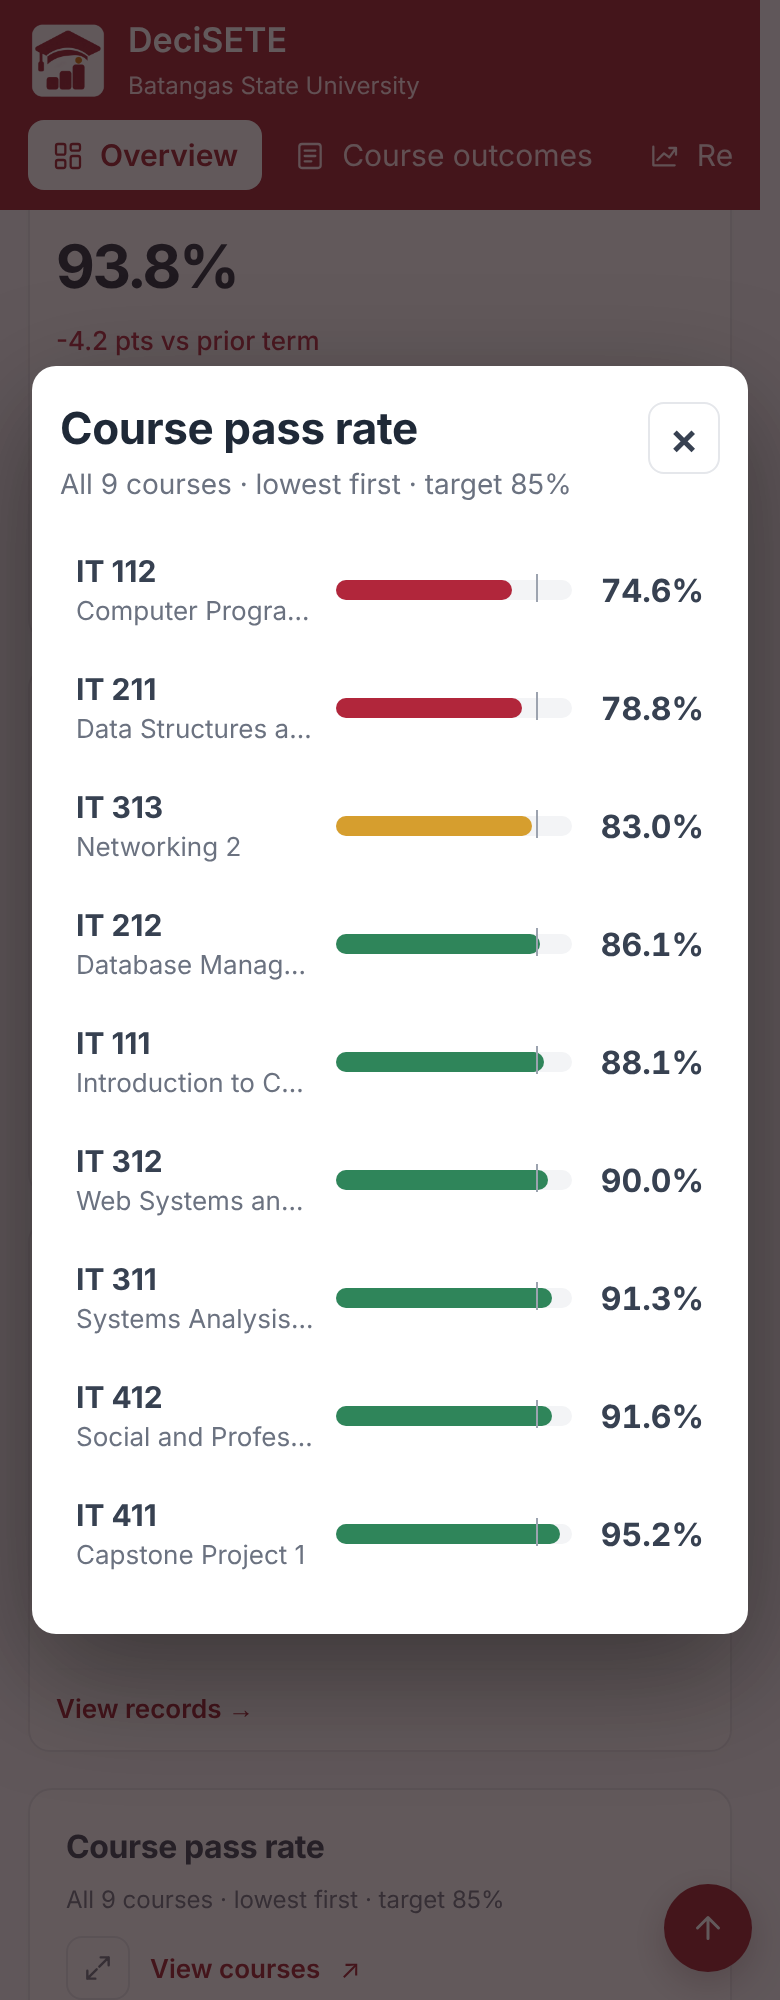 DeciSETE
Batangas State University
Overview
Course outcomes
Re
93.8%
-4.2 pts vs prior term
Course pass rate
×
All 9 courses · lowest first · target 85%
IT 112
Computer Progra...
74.6%
IT 211
Data Structures a...
78.8%
IT 313
Networking 2
83.0%
IT 212
Database Manag...
86.1%
IT 111
Introduction to C...
88.1%
IT 312
Web Systems an...
90.0%
IT 311
Systems Analysis...
91.3%
IT 412
Social and Profes...
91.6%
IT 411
Capstone Project 1
95.2%
View records →
Course pass rate
All 9 courses · lowest first · target 85%
View courses ↗